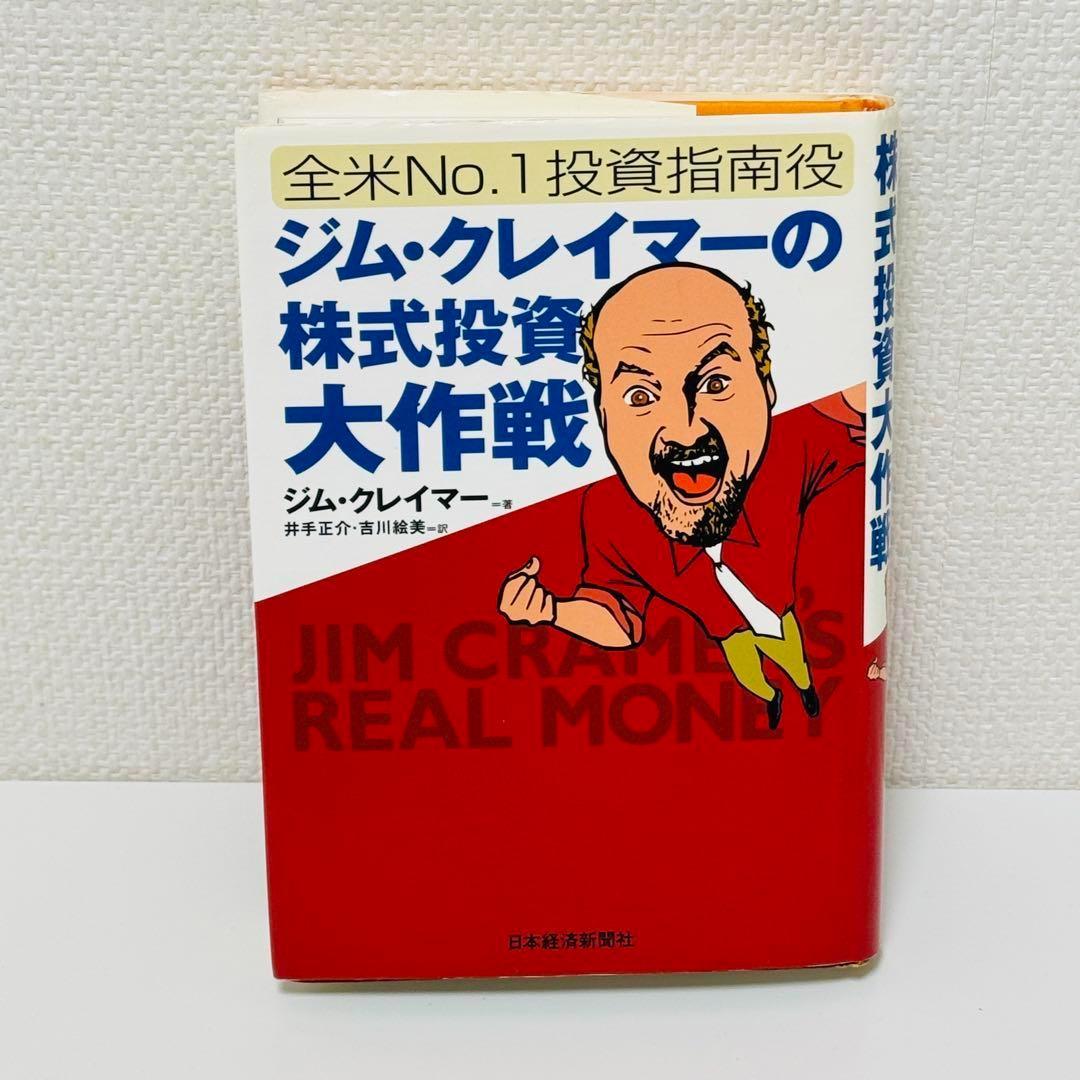 全米No.1投資指南役
ジム・クレイマーの
株式投資
大作戦
ジム・クレイマー=著
井手正介・吉川絵美=訳
JIM CRAMER'S
REAL MONEY
日本経済新聞社
株式投資大作戦